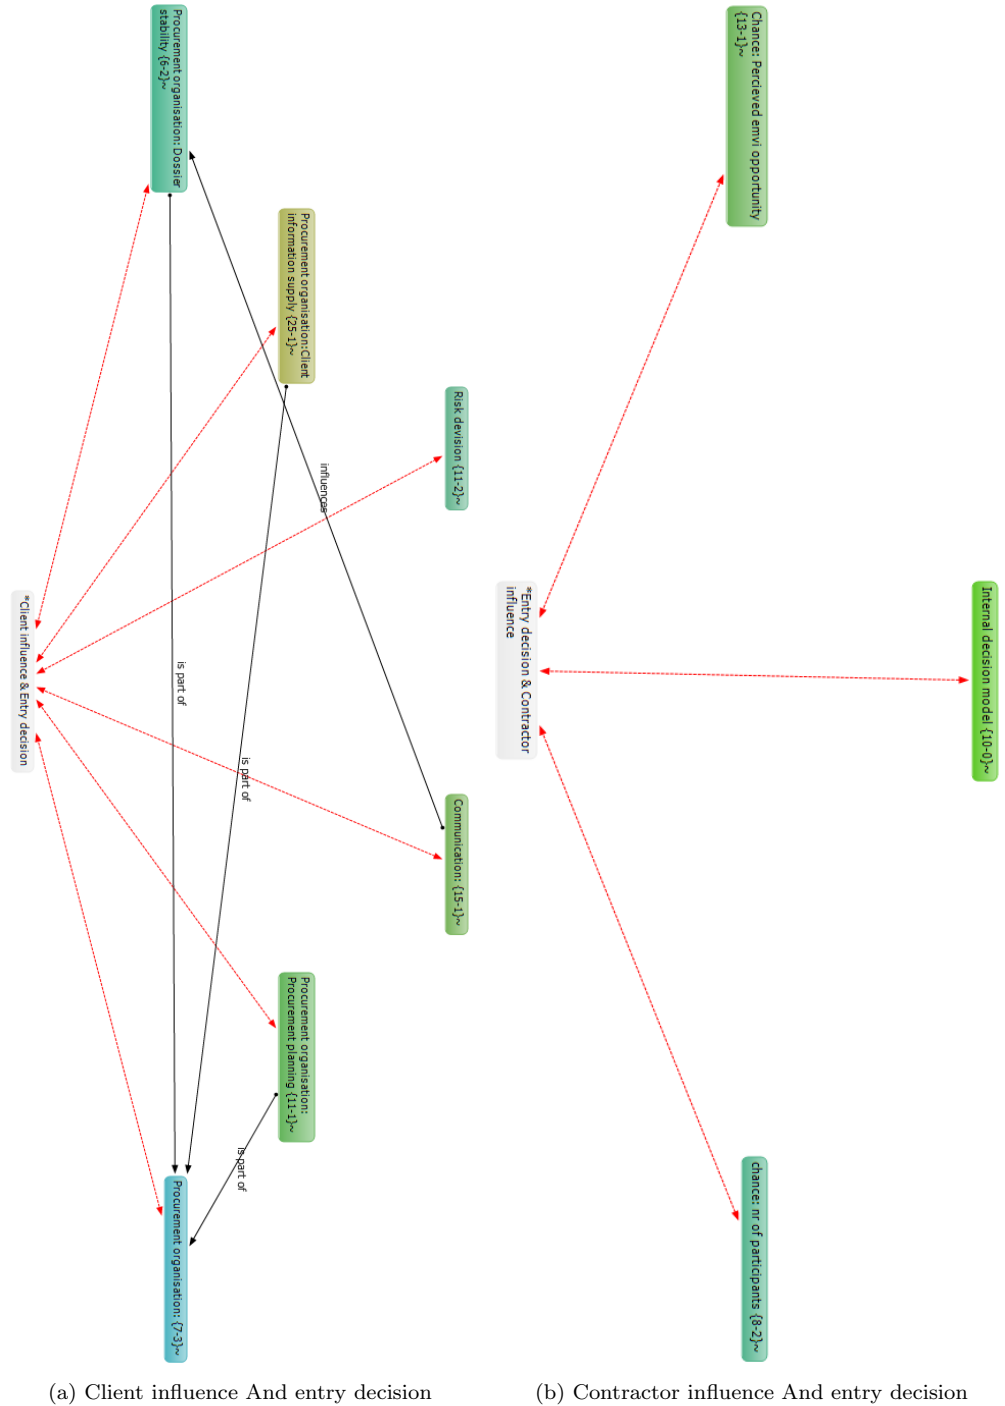 Procurement organisation: Dossier
stability {6-2}~
Procurement organisation:Client
information supply {25-1}~
Risk devision {11-2}~
influences
*Client influence & Entry decision
is part of
is part of
Communication: {15-1}~
Procurement organisation:
Procurement planning {11-1}~
is part of
Procurement organisation: {7-3}~
(a) Client influence And entry decision
Chance: Percieved emvi opportunity
{13-1}~
*Entry decision & Contractor
influence
Internal decision model {10-0}~
chance: nr of participants {8-2}~
(b) Contractor influence And entry decision